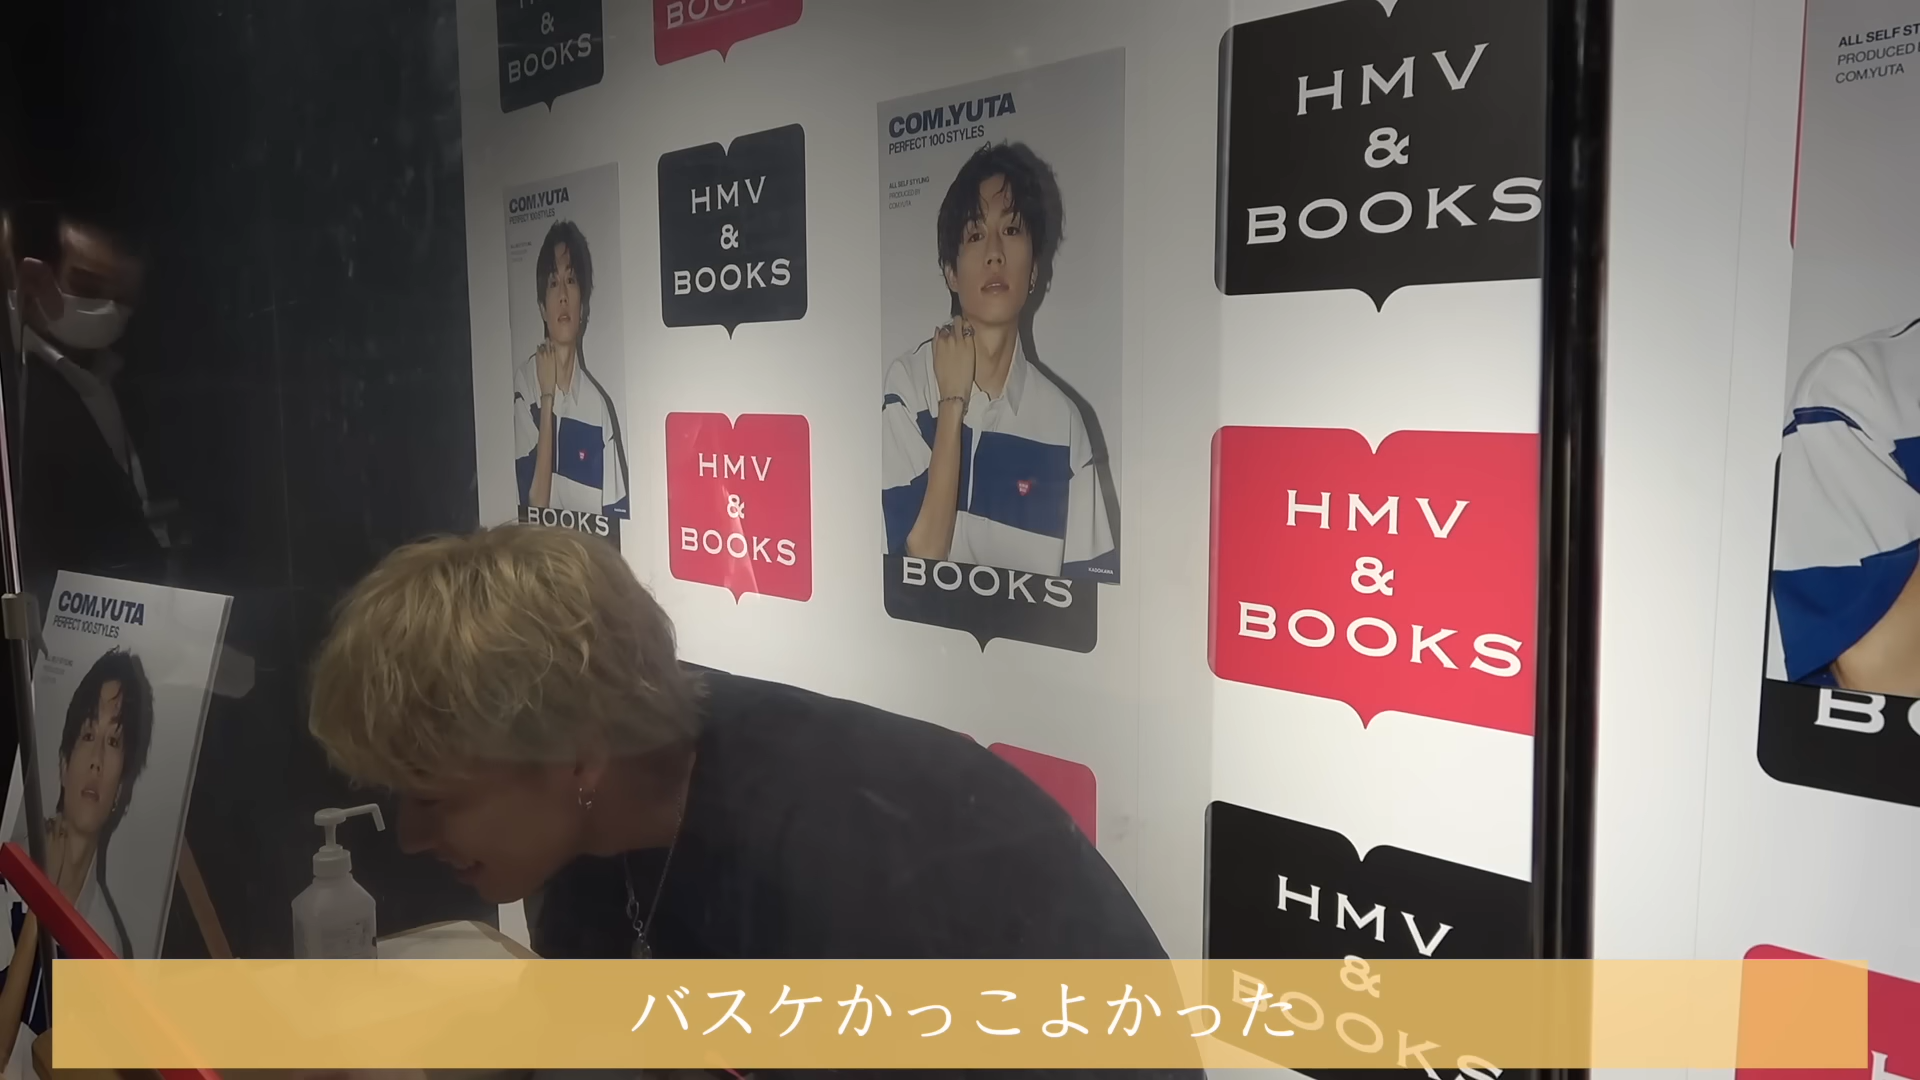 H
&
BOOKS
BOO
HMV
&
BOOKS
COM.YUTA
PERFECT 100 STYLES
ALL SELF STYLING
PRODUCED BY
COM.YUTA
KADOKAWA
BOOKS
HMV
&
BOOKS
ALL SELF ST
PRODUCED
COM.YUTA
COM.YUTA
PERFECT 100 STYLES
BOOKS
HMV
&
BOOKS
HMV
&
BOOKS
B
COM.YUTA
PERFECT 100 STYLES
HMV
&
BOOKS
バスケかっこよかった